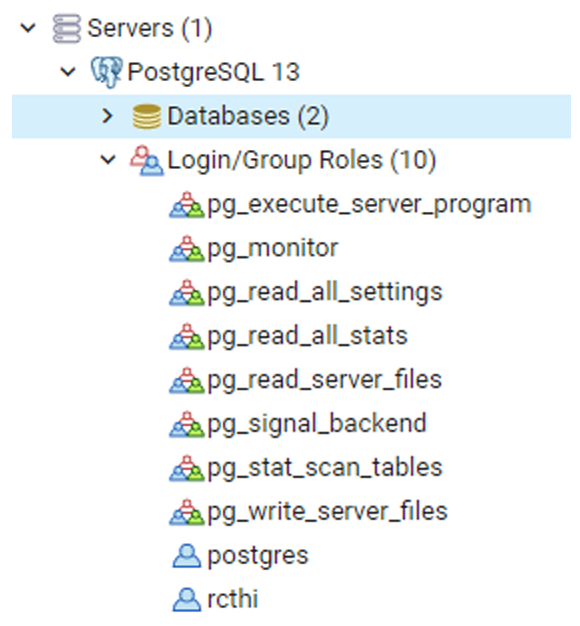 Servers (1)
PostgreSQL 13
Databases (2)
Login/Group Roles (10)
pg_execute_server_program
pg_monitor
pg_read_all_settings
pg_read_all_stats
pg_read_server_files
pg_signal_backend
pg_stat_scan_tables
pg_write_server_files
postgres
rcthi